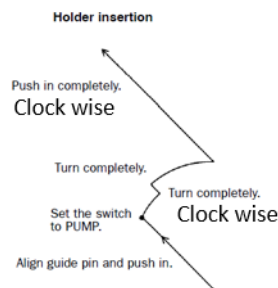 Holder insertion
Push in completely.
Clock wise
Turn completely.
Turn completely.
Clock wise
Set the switch
to PUMP.
Align guide pin and push in.